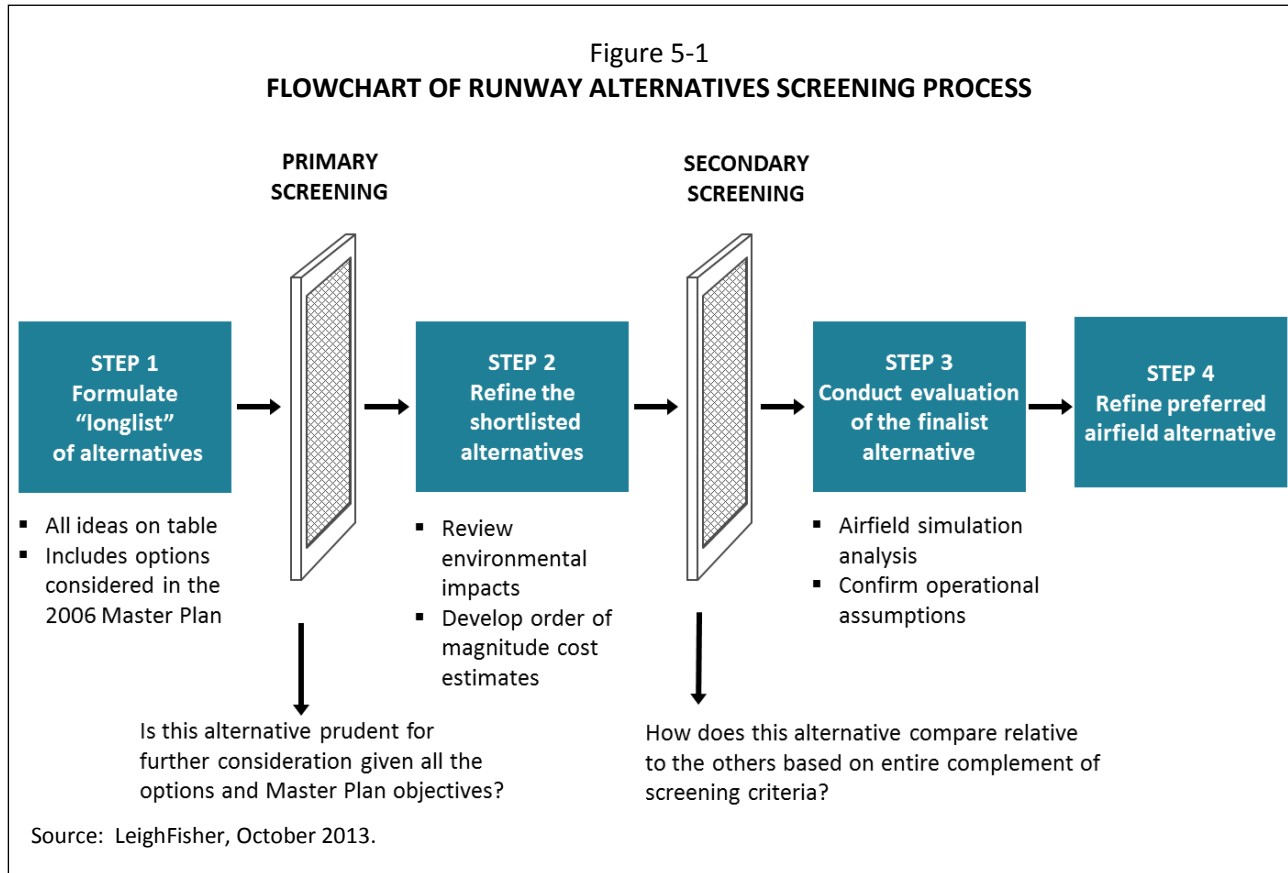 Figure 5-1
FLOWCHART OF RUNWAY ALTERNATIVES SCREENING PROCESS
PRIMARY
SCREENING
SECONDARY
SCREENING
STEP 1
Formulate
“longlist”
of alternatives
▪ All ideas on table
▪ Includes options
considered in the
2006 Master Plan
STEP 2
Refine the
shortlisted
alternatives
▪ Review
environmental
impacts
▪ Develop order of
magnitude cost
estimates
STEP 3
Conduct evaluation
of the finalist
alternative
▪ Airfield simulation
analysis
▪ Confirm operational
assumptions
STEP 4
Refine preferred
airfield alternative
Is this alternative prudent for
further consideration given all the
options and Master Plan objectives?
How does this alternative compare relative
to the others based on entire complement of
screening criteria?
Source: LeighFisher, October 2013.